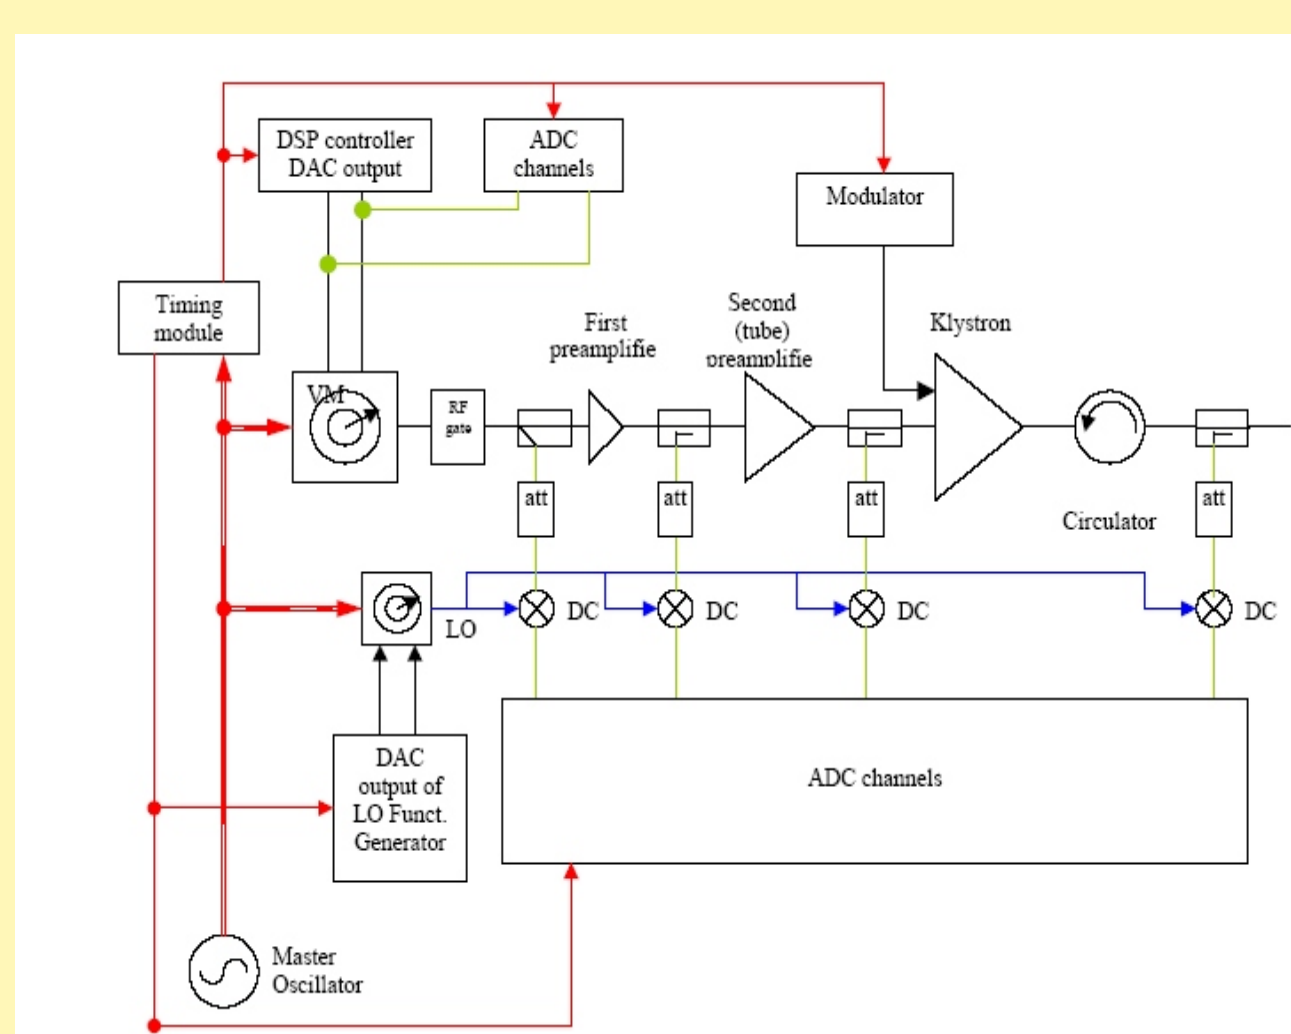 DSP controller
DAC output
ADC
channels
Modulator
Timing
module
First
preamplifie
Second
(tube)
preamplifie
Klystron
VM
RF
gate
att
att
att
att
Circulator
LO
DC
DC
DC
DC
DAC
output of
LO Funct.
Generator
ADC channels
Master
Oscillator